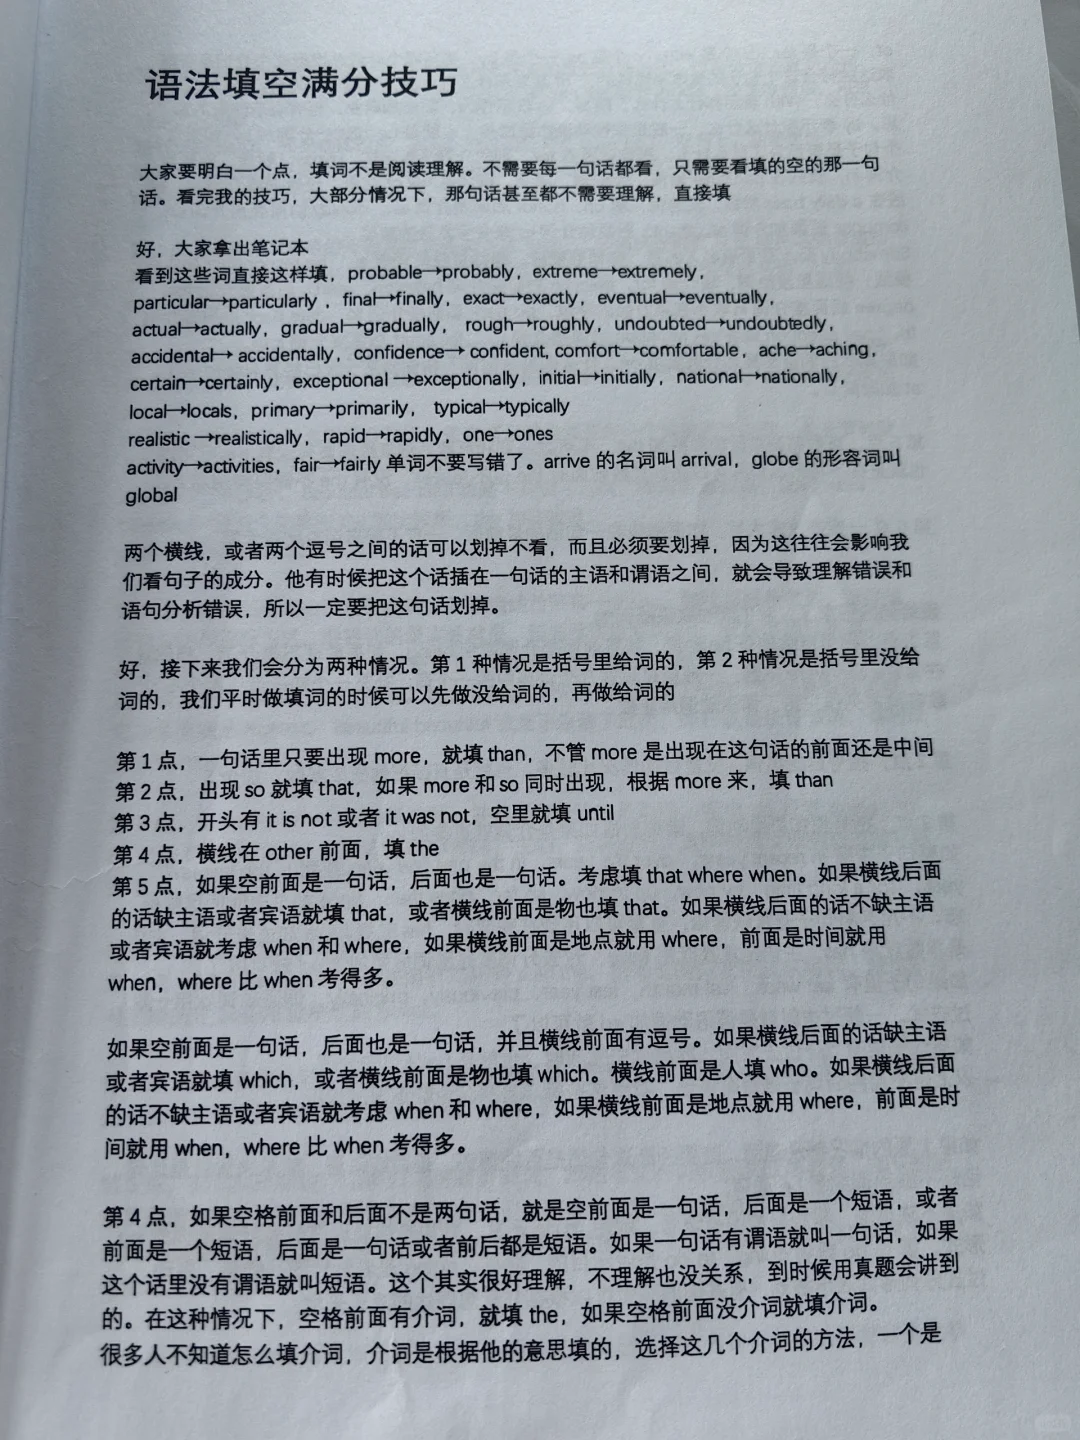 语法填空满分技巧
大家要明白一个点，填词不是阅读理解。不需要每一句话都看，只需要看填的空的那一句
话。看完我的技巧，大部分情况下，那句话甚至都不需要理解，直接填
好，大家拿出笔记本
看到这些词直接这样填，probable→probably，extreme→extremely，
particular→particularly，final→finally，exact→exactly，eventual→eventually，
actual→actually，gradual→gradually， rough→roughly，undoubted→undoubtedly，
accidental→ accidentally，confidence→ confident, comfort→comfortable，ache→aching，
certain→certainly，exceptional →exceptionally，initial→initially，national→nationally，
local→locals，primary→primarily， typical→typically
realistic →realistically，rapid→rapidly，one→ones
activity→activities，fair→fairly 单词不要写错了。arrive 的名词叫 arrival，globe 的形容词叫
global
两个横线，或者两个逗号之间的话可以划掉不看，而且必须要划掉，因为这往往会影响我
们看句子的成分。他有时候把这个话插在一句话的主语和谓语之间，就会导致理解错误和
语句分析错误，所以一定要把这句话划掉。
好，接下来我们会分为两种情况。第 1 种情况是括号里给词的，第 2 种情况是括号里没给
词的，我们平时做填词的时候可以先做没给词的，再做给词的
第 1 点，一句话里只要出现 more，就填 than，不管 more 是出现在这句话的前面还是中间
第 2 点，出现 so 就填 that，如果 more 和 so 同时出现，根据 more 来，填 than
第 3 点，开头有 it is not 或者 it was not，空里就填 until
第 4 点，横线在 other 前面，填 the
第 5 点，如果空前面是一句话，后面也是一句话。考虑填 that where when。如果横线后面
的话缺主语或者宾语就填 that，或者横线前面是物也填 that。如果横线后面的话不缺主语
或者宾语就考虑 when 和 where，如果横线前面是地点就用 where，前面是时间就用
when，where 比 when 考得多。
如果空前面是一句话，后面也是一句话，并且横线前面有逗号。如果横线后面的话缺主语
或者宾语就填 which，或者横线前面是物也填 which。横线前面是人填 who。如果横线后面
的话不缺主语或者宾语就考虑 when 和 where，如果横线前面是地点就用 where，前面是时
间就用 when，where 比 when 考得多。
第 4 点，如果空格前面和后面不是两句话，就是空前面是一句话，后面是一个短语，或者
前面是一个短语，后面是一句话或者前后都是短语。如果一句话有谓语就叫一句话，如果
这个话里没有谓语就叫短语。这个其实很好理解，不理解也没关系，到时候用真题会讲到
的。在这种情况下，空格前面有介词，就填 the，如果空格前面没介词就填介词。
很多人不知道怎么填介词，介词是根据他的意思填的，选择这几个介词的方法，一个是